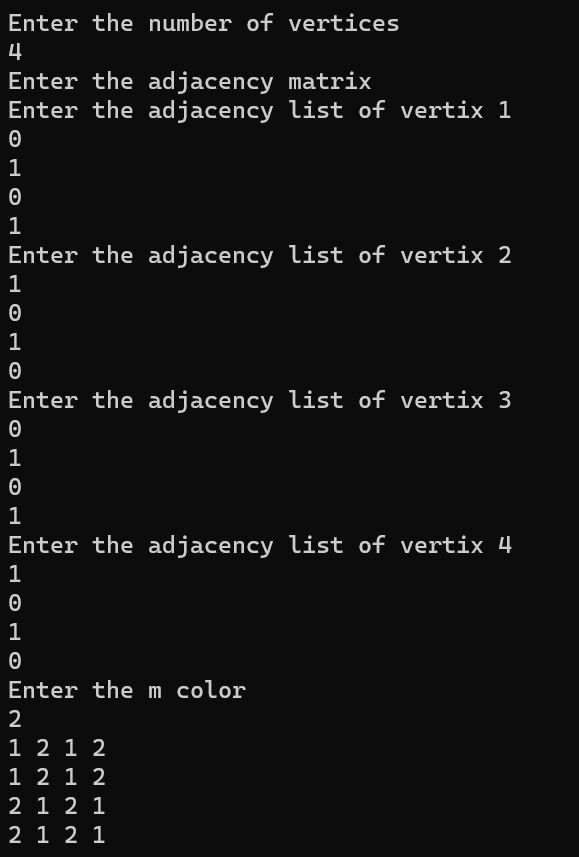 Enter the number of vertices
4
Enter the adjacency matrix
Enter the adjacency list of vertix 1
0
1
0
1
Enter the adjacency list of vertix 2
1
0
1
0
Enter the adjacency list of vertix 3
0
1
0
1
Enter the adjacency list of vertix 4
1
0
1
0
Enter the m color
2
1 2 1 2
1 2 1 2
2 1 2 1
2 1 2 1